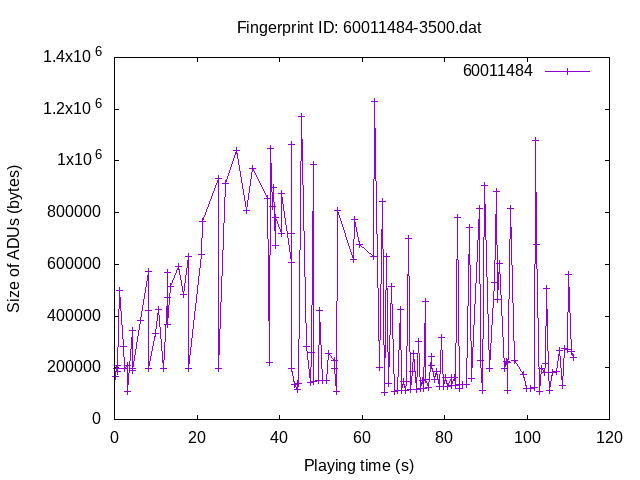 Fingerprint ID: 60011484-3500.dat
60011484
Size of ADUs (bytes)
1.4x10^6
1.2x10^6
1x10^6
800000
600000
400000
200000
0
0 20 40 60 80 100 120
Playing time (s)